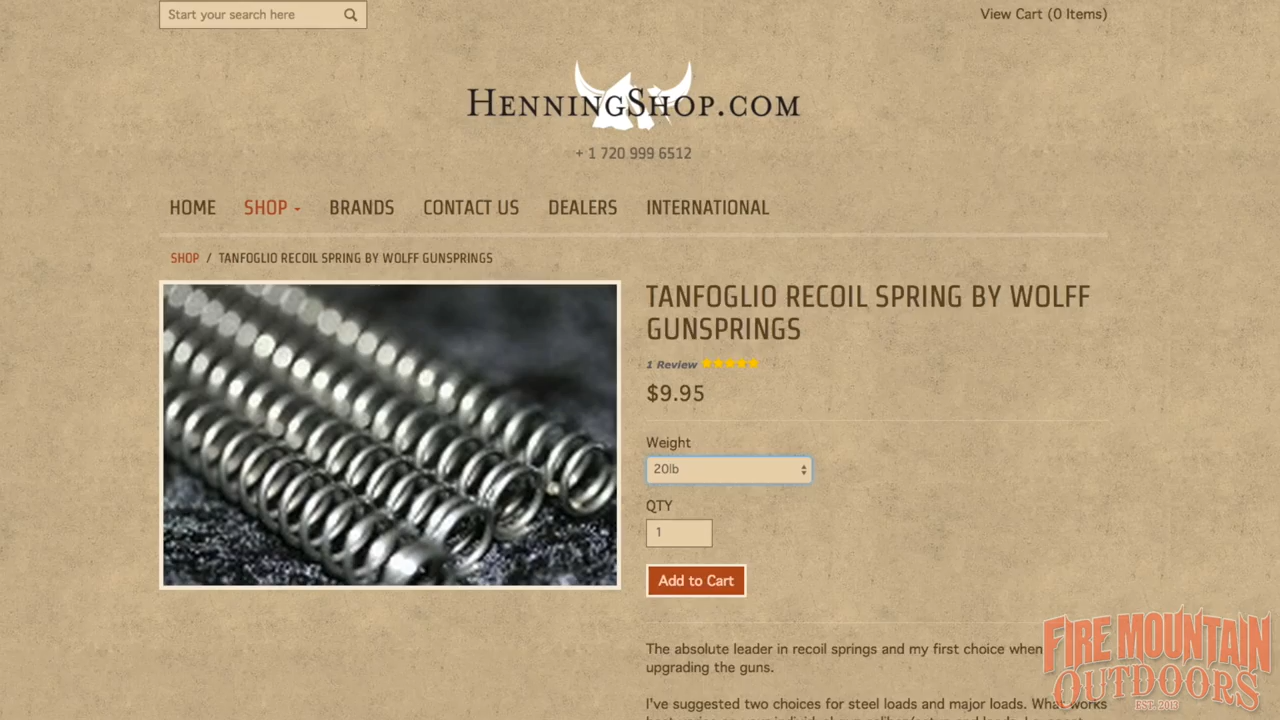 Start your search here
View Cart (0 Items)
HenningShop.com
+ 1 720 999 6512
HOME SHOP BRANDS CONTACT US DEALERS INTERNATIONAL
SHOP / TANFOGLIO RECOIL SPRING BY WOLFF GUNSPRINGS
TANFOGLIO RECOIL SPRING BY WOLFF
GUNSPRINGS
1 Review
$9.95
Weight
20lb
QTY
1
Add to Cart
The absolute leader in recoil springs and my first choice when
upgrading the guns.
I've suggested two choices for steel loads and major loads. What works
FIRE MOUNTAIN
OUTDOORS
EST. 2013